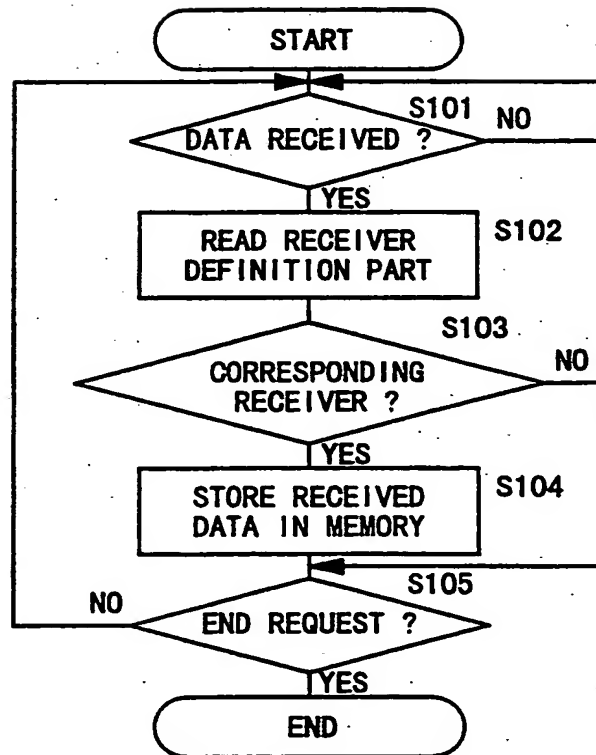 START
S101
DATA RECEIVED ?
NO
YES
READ RECEIVER
DEFINITION PART
S102
S103
CORRESPONDING
RECEIVER ?
NO
YES
STORE RECEIVED
DATA IN MEMORY
S104
S105
NO
END REQUEST ?
YES
END